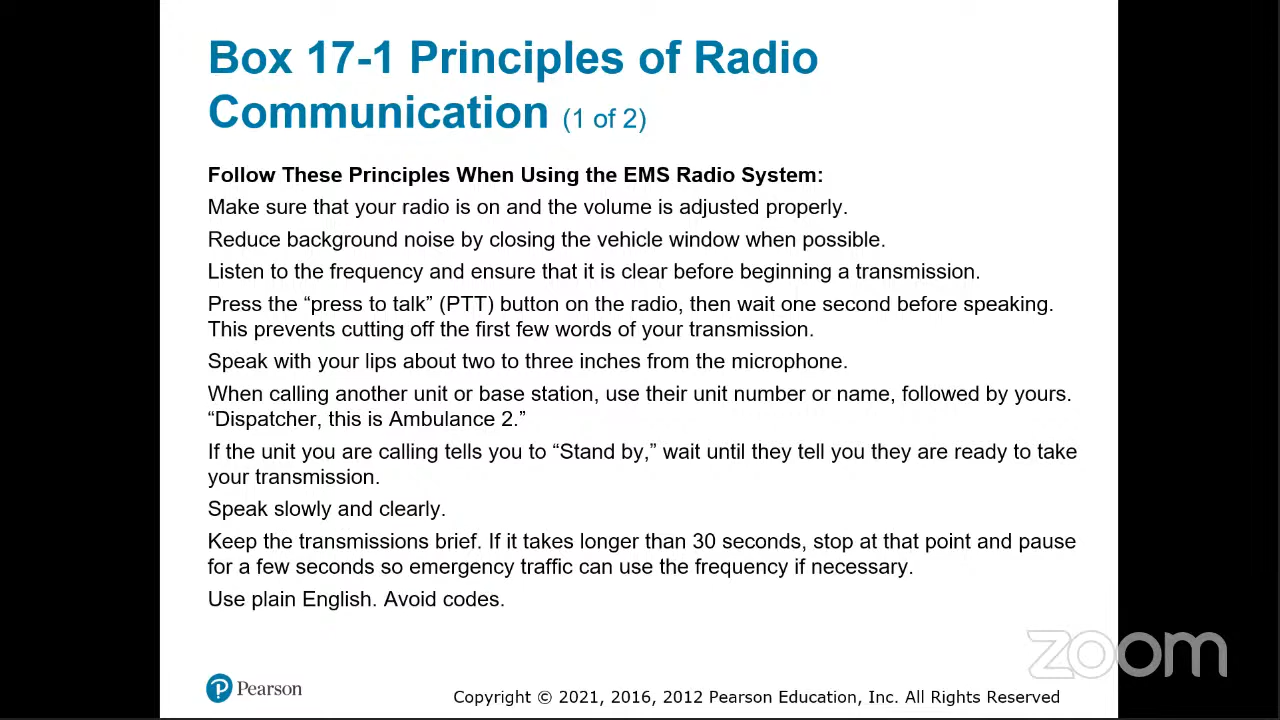 Box 17-1 Principles of Radio
Communication (1 of 2)
Follow These Principles When Using the EMS Radio System:
Make sure that your radio is on and the volume is adjusted properly.
Reduce background noise by closing the vehicle window when possible.
Listen to the frequency and ensure that it is clear before beginning a transmission.
Press the “press to talk” (PTT) button on the radio, then wait one second before speaking.
This prevents cutting off the first few words of your transmission.
Speak with your lips about two to three inches from the microphone.
When calling another unit or base station, use their unit number or name, followed by yours.
“Dispatcher, this is Ambulance 2.”
If the unit you are calling tells you to “Stand by,” wait until they tell you they are ready to take
your transmission.
Speak slowly and clearly.
Keep the transmissions brief. If it takes longer than 30 seconds, stop at that point and pause
for a few seconds so emergency traffic can use the frequency if necessary.
Use plain English. Avoid codes.
zoom
Pearson
Copyright © 2021, 2016, 2012 Pearson Education, Inc. All Rights Reserved